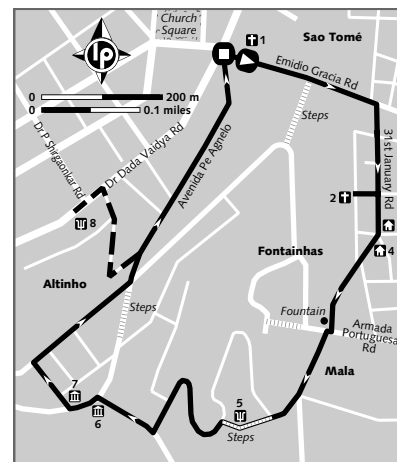 Church
Square
1
Sao Tomé
lp
Emidio Gracia Rd
0
200 m
0
0.1 miles
Steps
31st January Rd
Dr P Shirgaonkar Rd
Dr Dada Vaidya Rd
Avenida Pe Agnelo
2
8
4
Fontainhas
Altinho
Fountain
Steps
Armada
Portuguesa
Rd
Mala
7
6
5
Steps